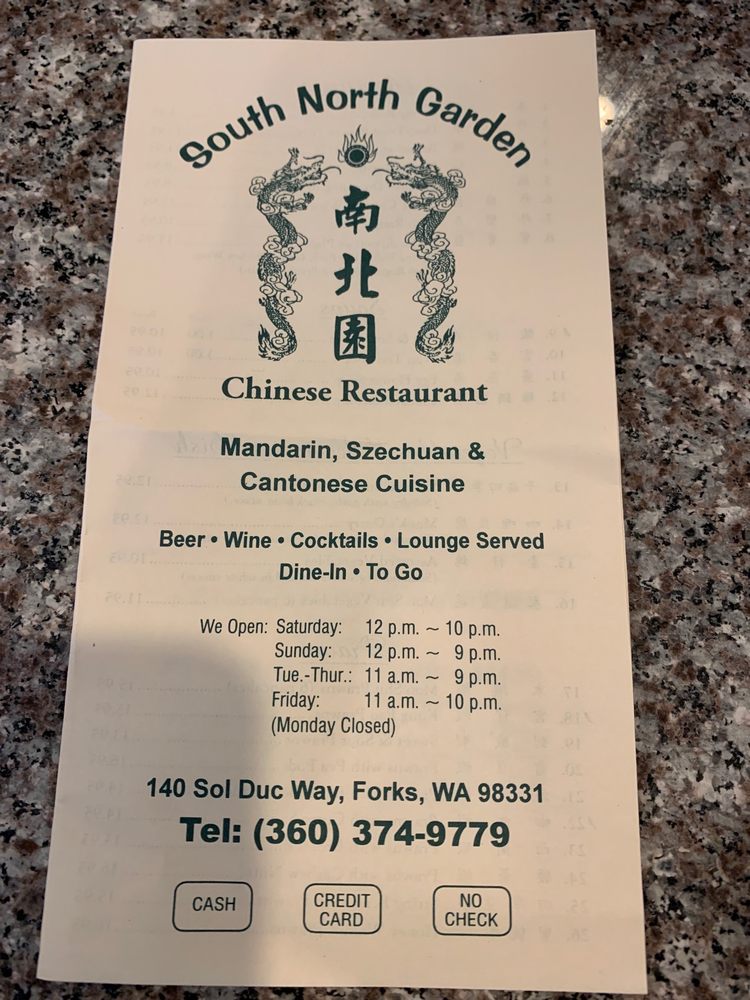 South North Garden
南
北
園
Chinese Restaurant
Mandarin, Szechuan &
Cantonese Cuisine
Beer • Wine • Cocktails • Lounge Served
Dine-In • To Go
We Open: Saturday: 12 p.m. ~ 10 p.m.
Sunday: 12 p.m. ~ 9 p.m.
Tue.-Thur.: 11 a.m. ~ 9 p.m.
Friday: 11 a.m. ~ 10 p.m.
(Monday Closed)
140 Sol Duc Way, Forks, WA 98331
Tel: (360) 374-9779
CASH
CREDIT
CARD
NO
CHECK